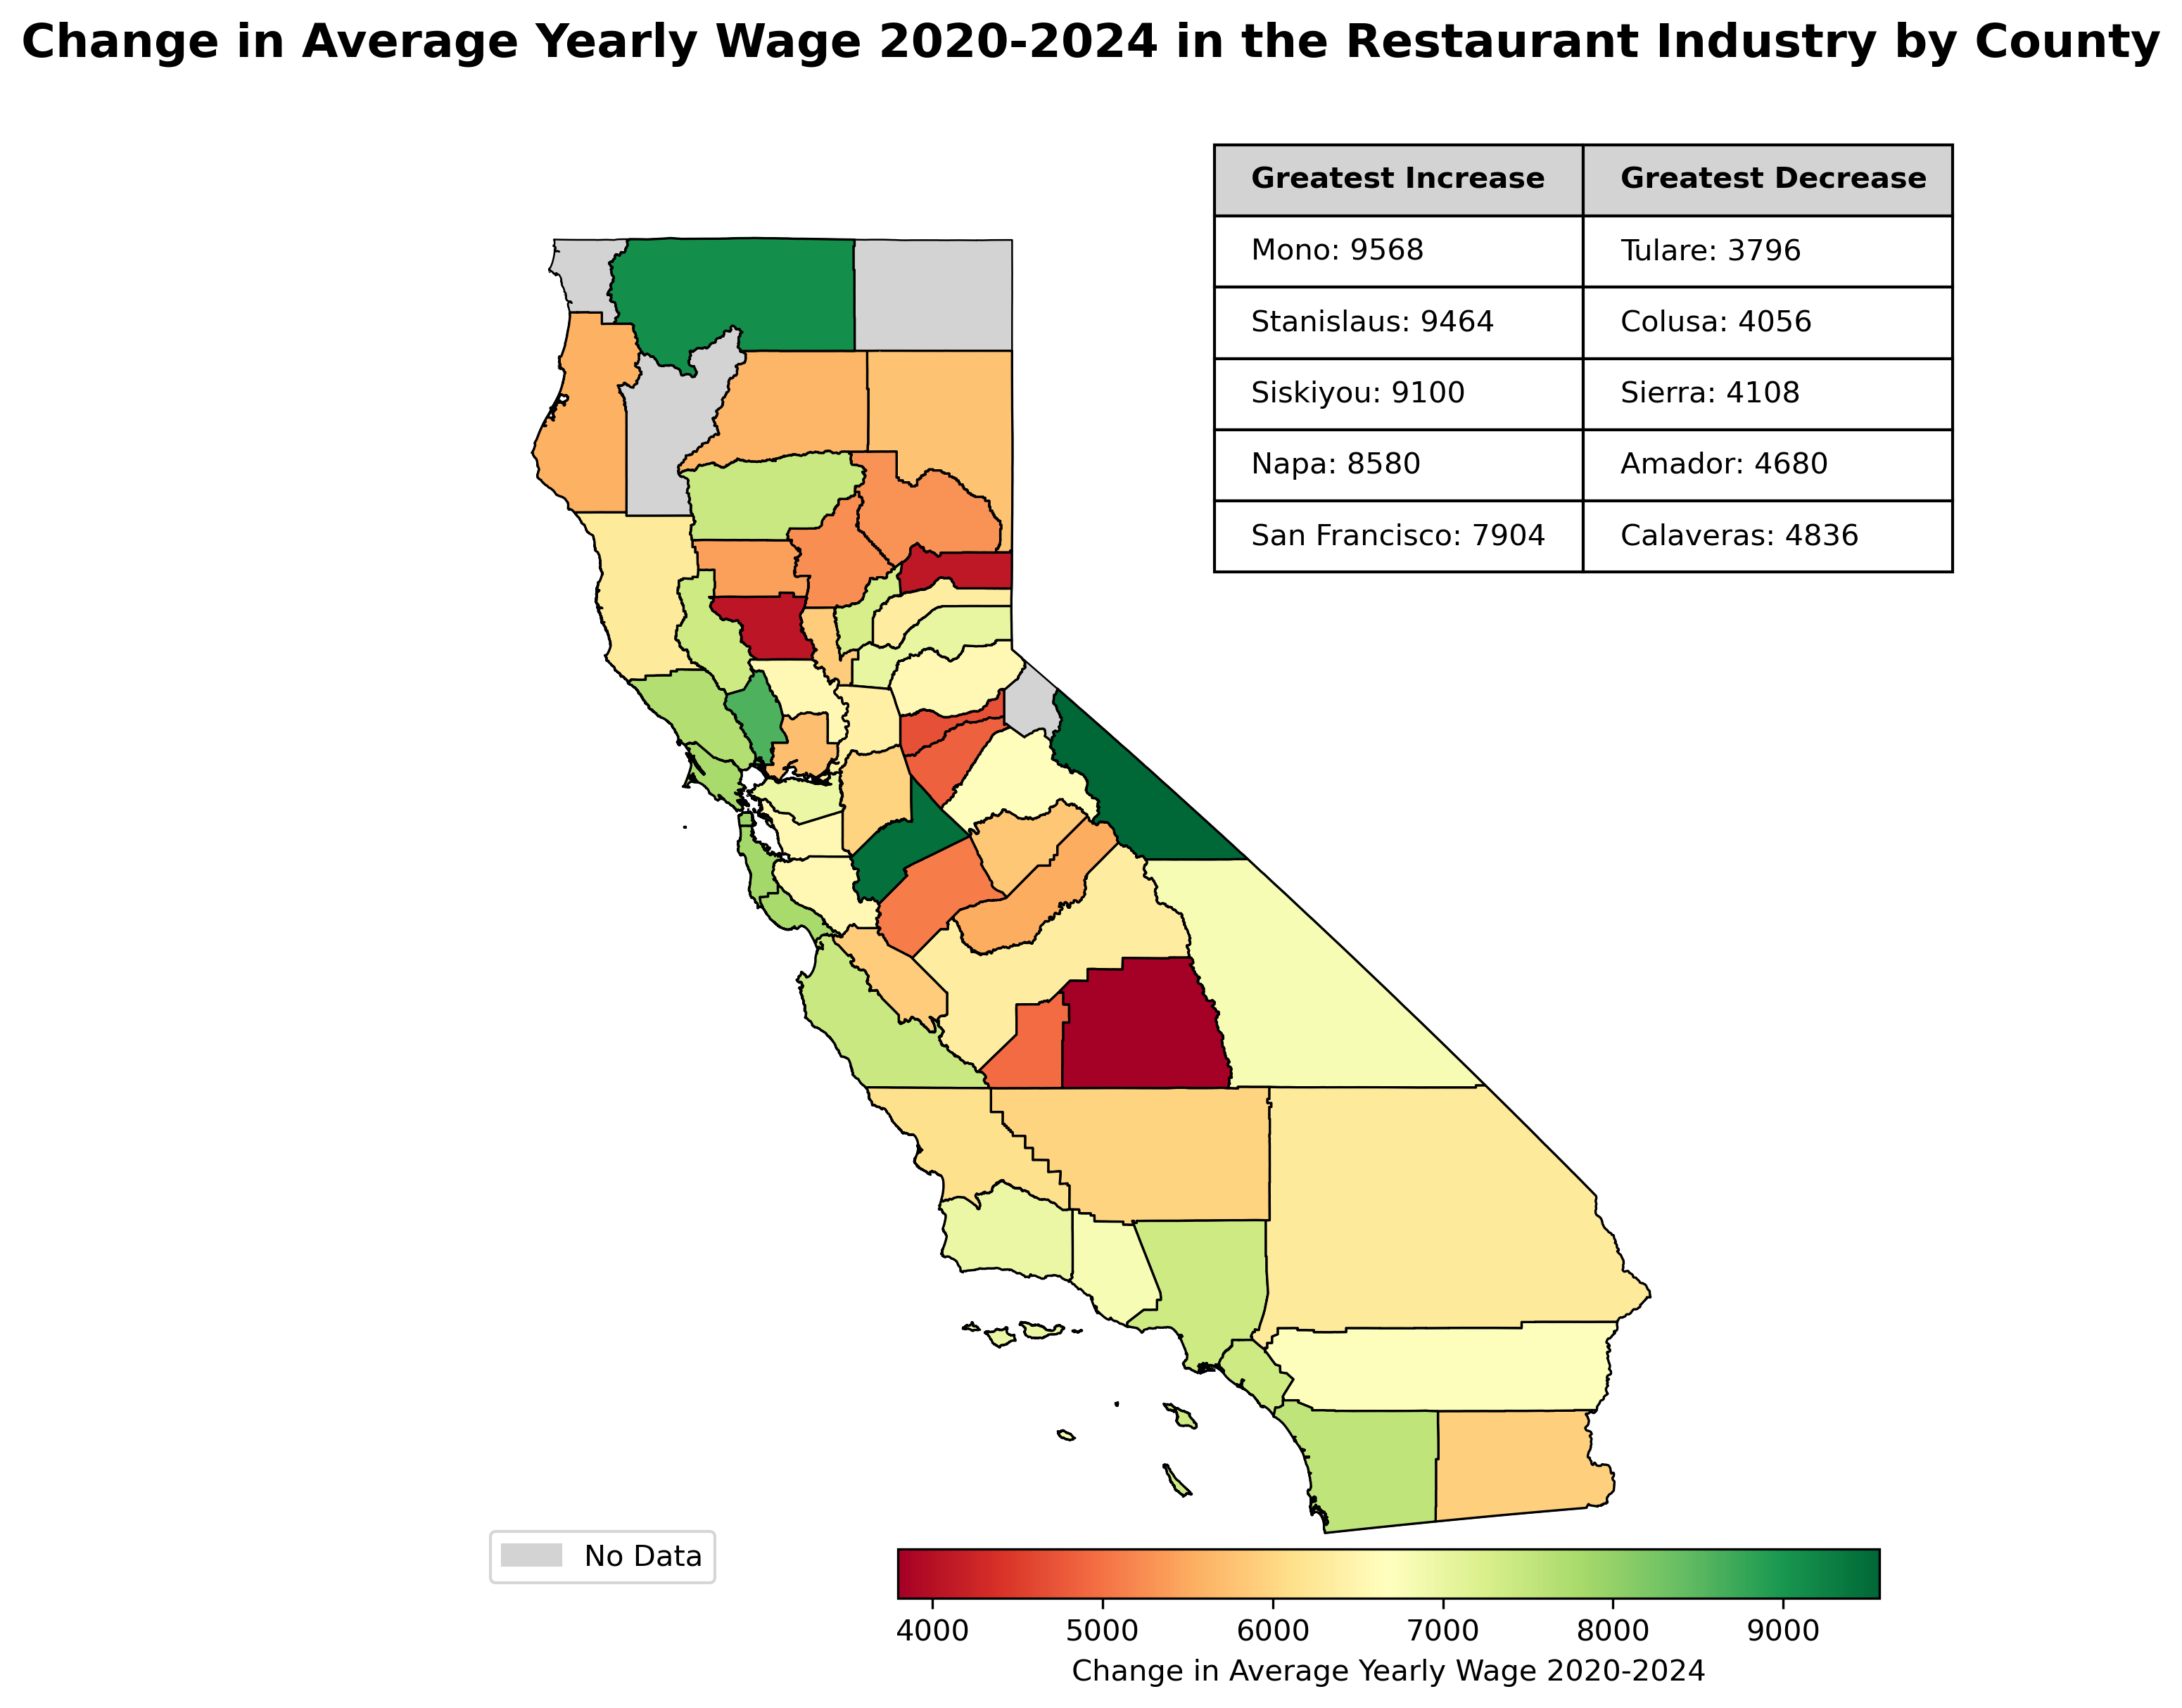 Change in Average Yearly Wage 2020-2024 in the Restaurant Industry by County
Greatest Increase Greatest Decrease
Mono: 9568 Tulare: 3796
Stanislaus: 9464 Colusa: 4056
Siskiyou: 9100 Sierra: 4108
Napa: 8580 Amador: 4680
San Francisco: 7904 Calaveras: 4836
No Data
4000 5000 6000 7000 8000 9000
Change in Average Yearly Wage 2020-2024